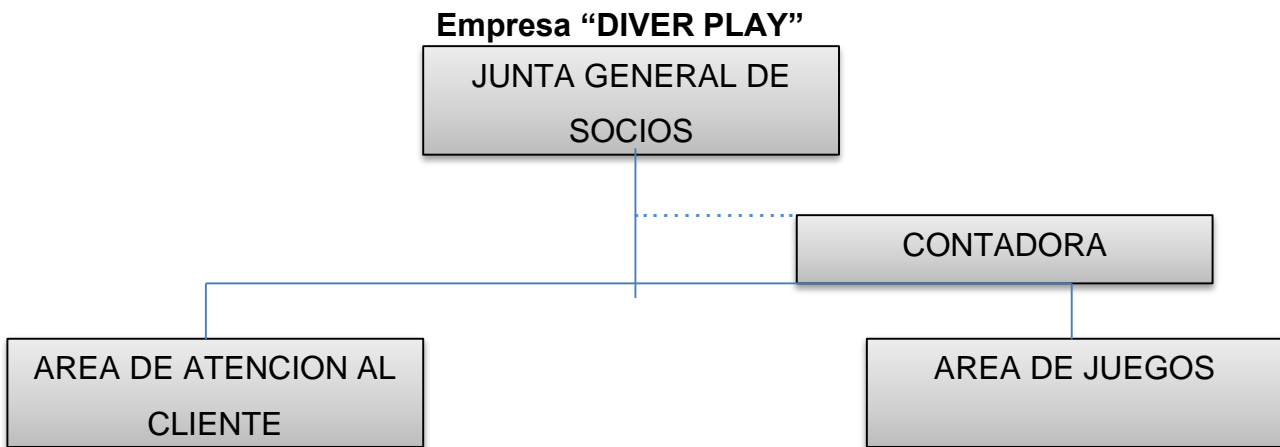 Empresa “DIVER PLAY”
JUNTA GENERAL DE
SOCIOS
CONTADORA
AREA DE ATENCION AL
CLIENTE
AREA DE JUEGOS